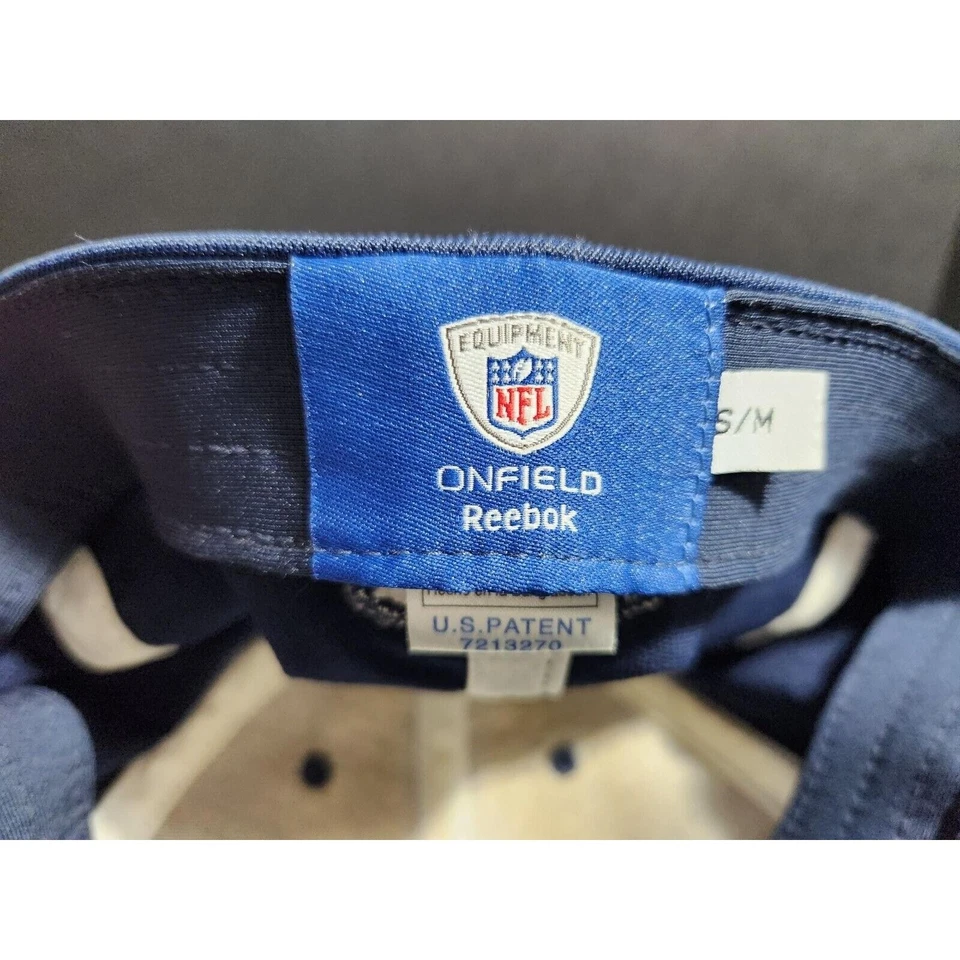 EQUIPMENT
NFL
ONFIELD
Reebok
S/M
U.S.PATENT
7213270